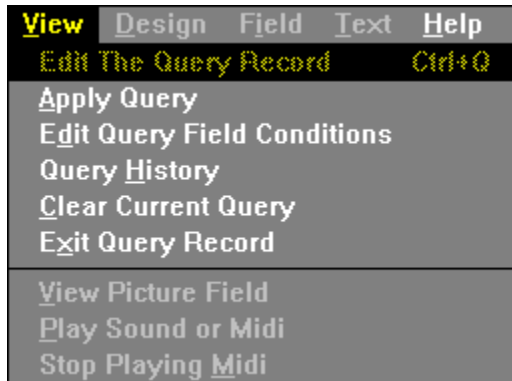 View Design Field Text Help
Edit The Query Record Ctrl+Q
Apply Query
Edit Query Field Conditions
Query History
Clear Current Query
Exit Query Record
View Picture Field
Play Sound or Midi
Stop Playing Midi